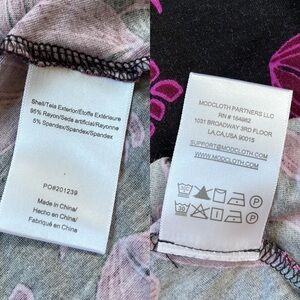 Shell/Tela Exterior/Étoffe Extérieure
95% Rayon/Seda artificial/Rayonne
5% Spandex/Spandex/Spandex
PO#201239
Made in China/
Hecho en China/
Fabriqué en China
MODCLOTH PARTNERS LLC
RN # 164962
1031 BROADWAY 3RD FLOOR
LA,CA,USA
SUPPORT@MODCLOTH.COM
WWW.MODCLOTH.COM